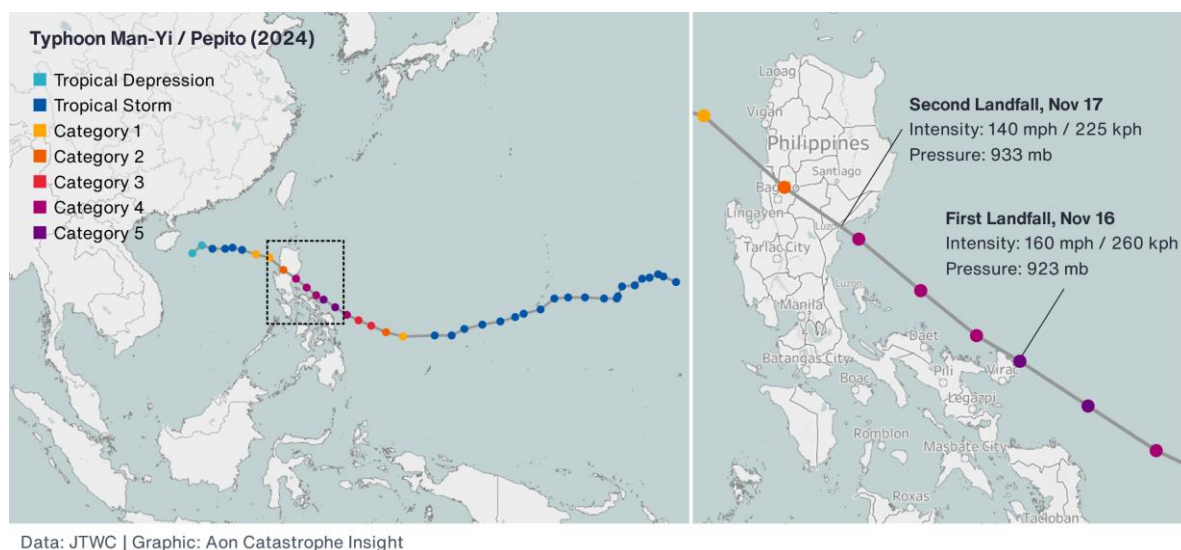 Typhoon Man-Yi / Pepito (2024)
Tropical Depression
Tropical Storm
Category 1
Category 2
Category 3
Category 4
Category 5
Laoag
Vigan
Philippines
Santiago
Baguio
Lingayen
Luzon
Tarlac City
Luzon
Manila
Batangas City
Daet
Boac
Pili
Virac
Legazpi
Romblon
Masbate City
Roxas
Tacloban
Second Landfall, Nov 17
Intensity: 140 mph / 225 kph
Pressure: 933 mb
First Landfall, Nov 16
Intensity: 160 mph / 260 kph
Pressure: 923 mb
Data: JTWC | Graphic: Aon Catastrophe Insight